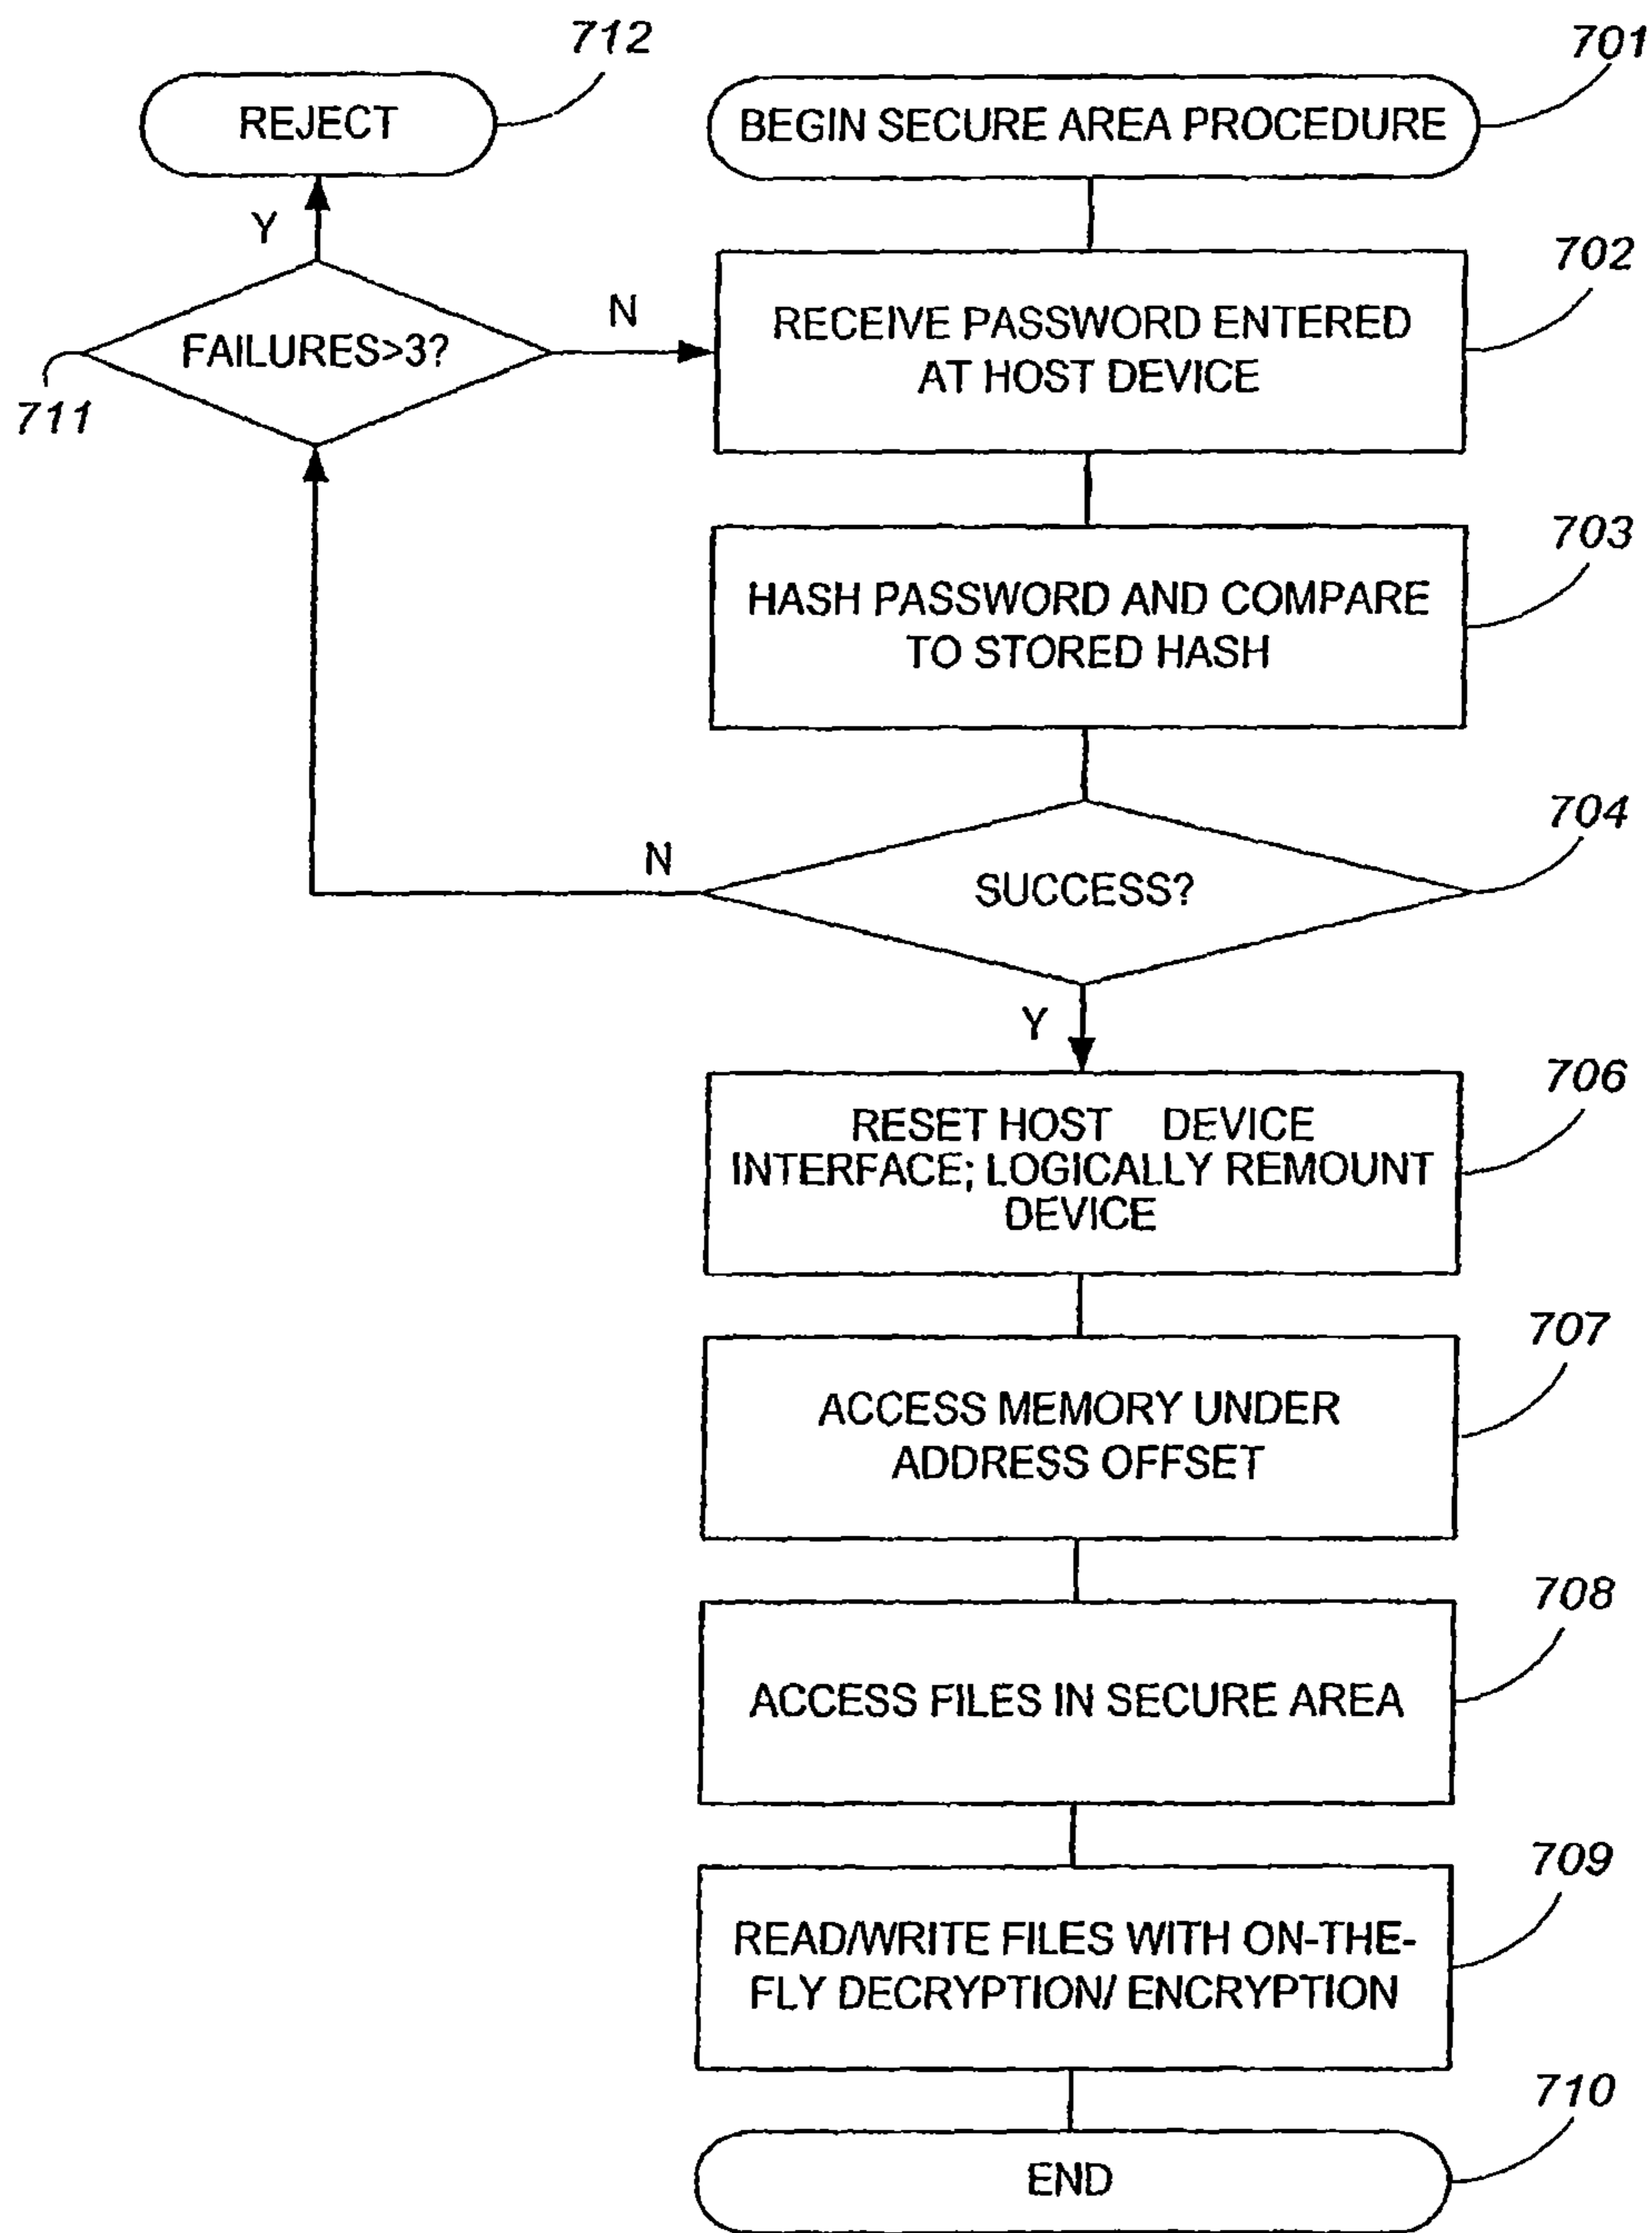 712
701
REJECT
BEGIN SECURE AREA PROCEDURE
Y
702
N
FAILURES>3?
RECEIVE PASSWORD ENTERED
AT HOST DEVICE
711
703
HASH PASSWORD AND COMPARE
TO STORED HASH
704
N
SUCCESS?
Y
706
RESET HOST DEVICE
INTERFACE; LOGICALLY REMOUNT
DEVICE
707
ACCESS MEMORY UNDER
ADDRESS OFFSET
708
ACCESS FILES IN SECURE AREA
709
READ/WRITE FILES WITH ON-THE-
FLY DECRYPTION/ ENCRYPTION
710
END